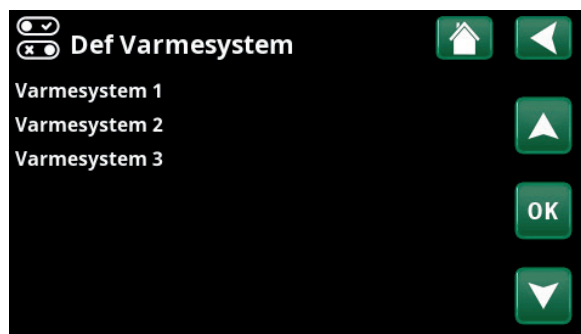 Def Varmesystem
Varmesystem 1
Varmesystem 2
Varmesystem 3
OK